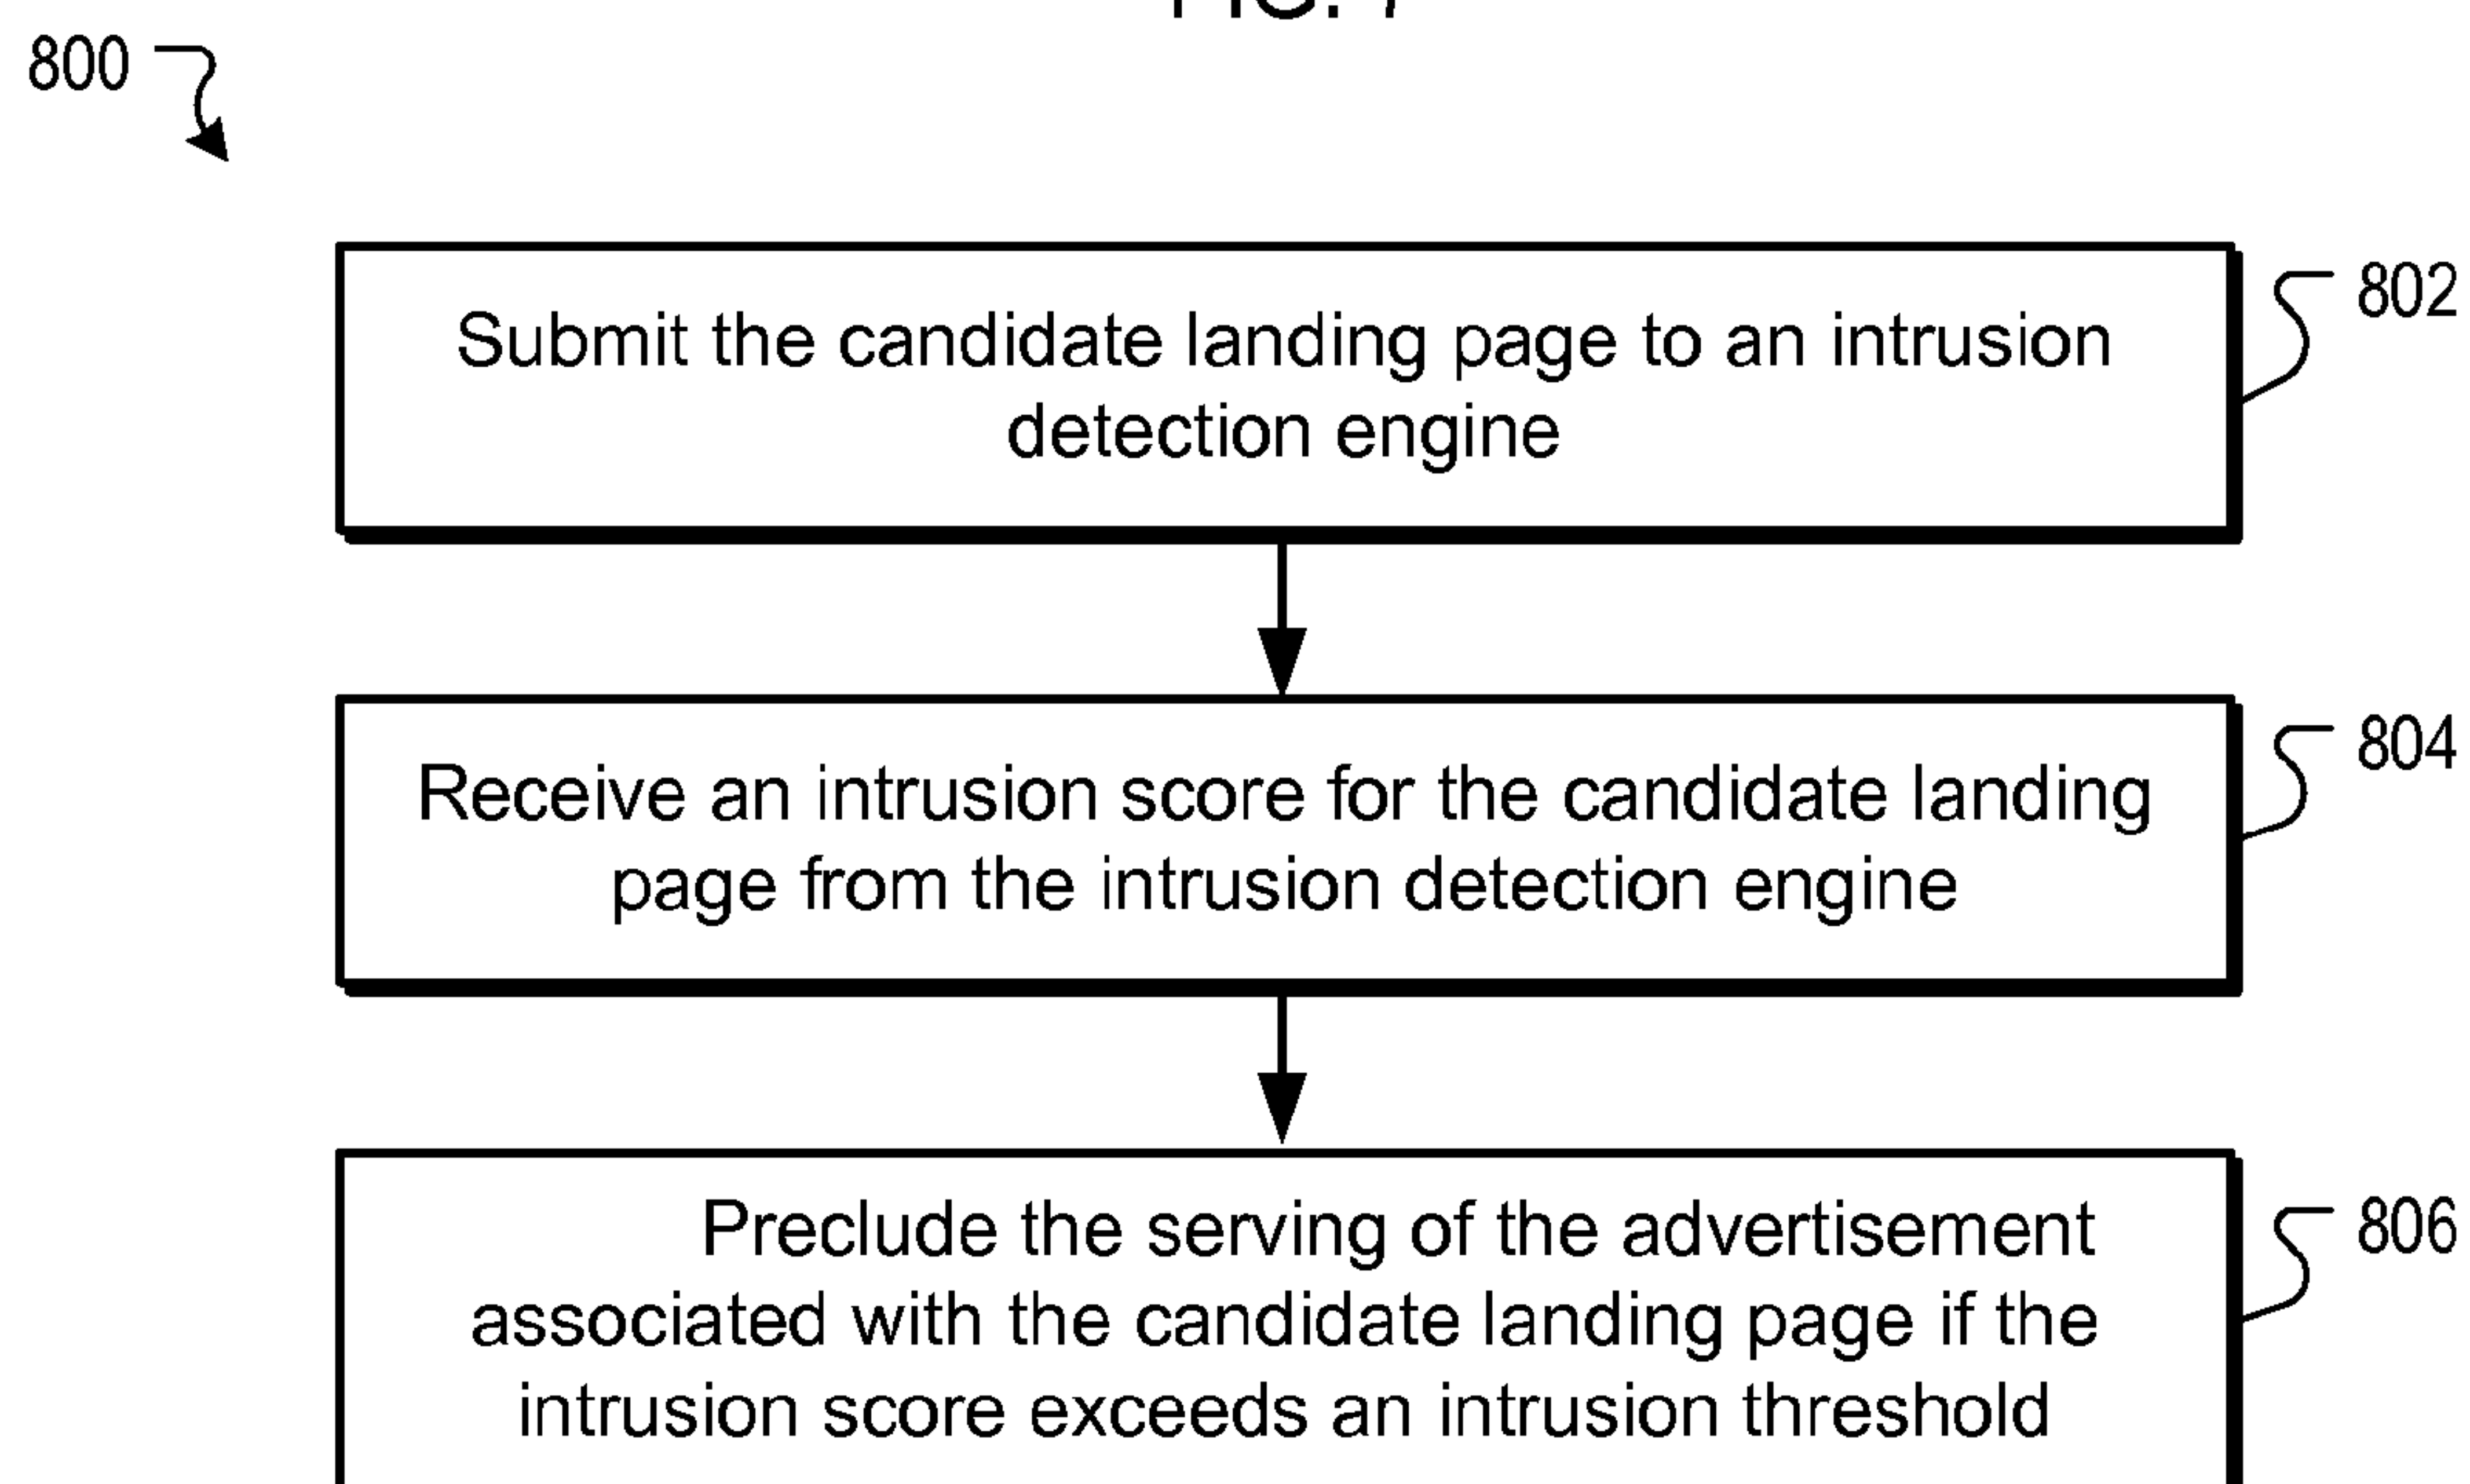 FIG. 7
800
Submit the candidate landing page to an intrusion
detection engine
802
Receive an intrusion score for the candidate landing
page from the intrusion detection engine
804
Preclude the serving of the advertisement
associated with the candidate landing page if the
intrusion score exceeds an intrusion threshold
806